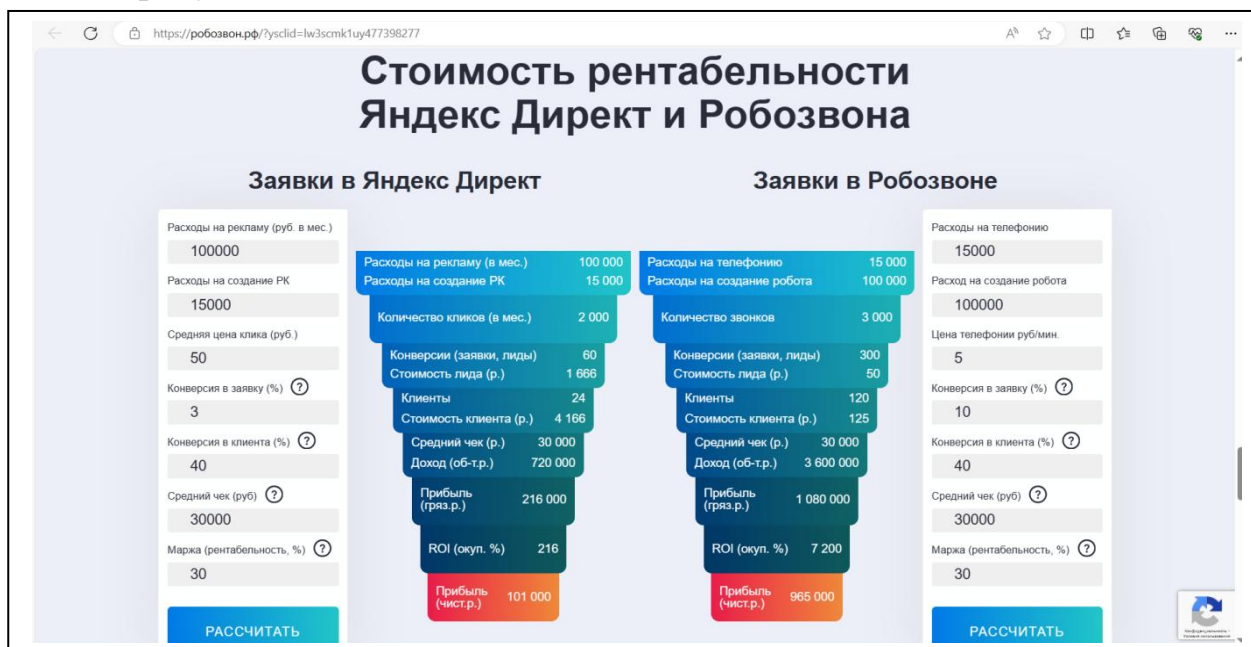 https://робозвон.рф/?ysclid=lw3scmk1uy477398277
Стоимость рентабельности
Яндекс Директ и Робозвона
Заявки в Яндекс Директ
Заявки в Робозвоне
Расходы на рекламу (руб. в мес.)
100000
Расходы на создание РК
15000
Средняя цена клика (руб.)
50
Конверсия в заявку (%) ?
3
Конверсия в клиента (%) ?
40
Средний чек (руб) ?
30000
Маржа (рентабельность, %) ?
30
РАССЧИТАТЬ
Расходы на рекламу (в мес.) 100 000
Расходы на создание РК 15 000
Количество кликов (в мес.) 2 000
Конверсии (заявки, лиды) 60
Стоимость лида (р.) 1 666
Клиенты 24
Стоимость клиента (р.) 4 166
Средний чек (р.) 30 000
Доход (об-т.р.) 720 000
Прибыль
(гряз.р.) 216 000
ROI (окуп. %) 216
Прибыль
(чист.р.) 101 000
Расходы на телефонию 15 000
Расходы на создание робота 100 000
Количество звонков 3 000
Конверсии (заявки, лиды) 300
Стоимость лида (р.) 50
Клиенты 120
Стоимость клиента (р.) 125
Средний чек (р.) 30 000
Доход (об-т.р.) 3 600 000
Прибыль
(гряз.р.) 1 080 000
ROI (окуп. %) 7 200
Прибыль
(чист.р.) 965 000
Расходы на телефонию
15000
Расход на создание робота
100000
Цена телефонии руб/мин.
5
Конверсия в заявку (%) ?
10
Конверсия в клиента (%) ?
40
Средний чек (руб) ?
30000
Маржа (рентабельность, %) ?
30
РАССЧИТАТЬ